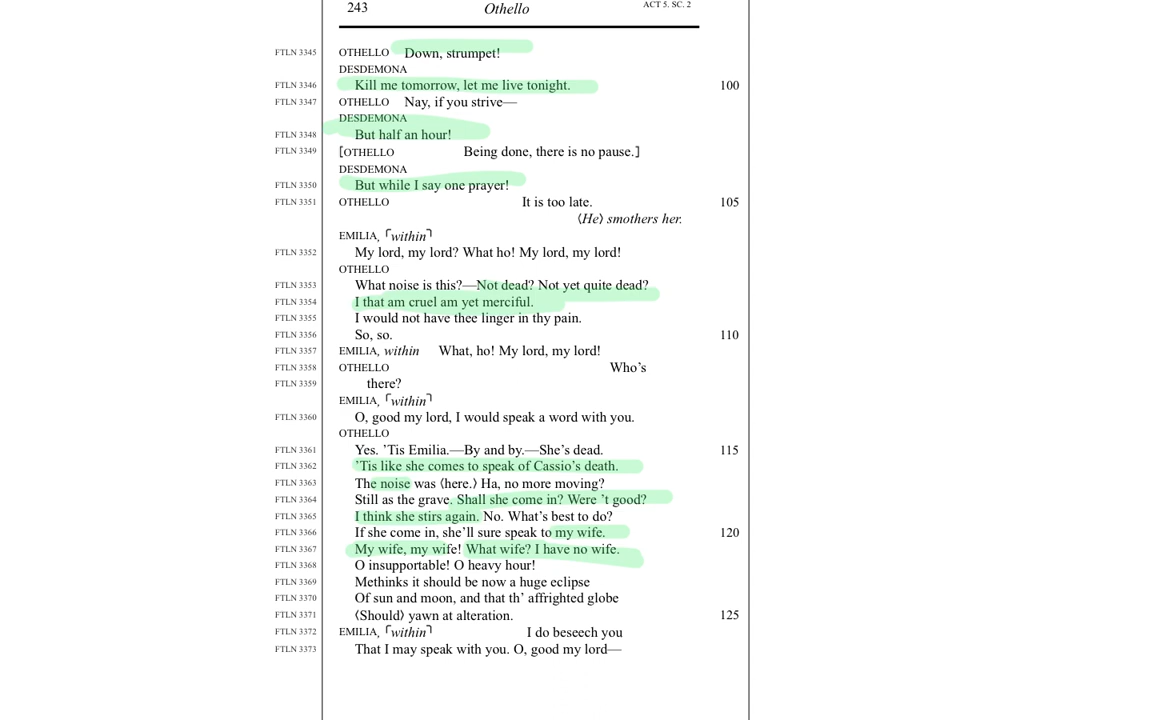 243 Othello ACT 5. SC. 2
FTLN 3345 OTHELLO Down, strumpet!
DESDEMONA
FTLN 3346 Kill me tomorrow, let me live tonight. 100
FTLN 3347 OTHELLO Nay, if you strive—
DESDEMONA
FTLN 3348 But half an hour!
FTLN 3349 [OTHELLO Being done, there is no pause.]
DESDEMONA
FTLN 3350 But while I say one prayer!
FTLN 3351 OTHELLO It is too late. 105
⟨He⟩ smothers her.
EMILIA, ⌜within⌝
FTLN 3352 My lord, my lord? What ho! My lord, my lord!
OTHELLO
FTLN 3353 What noise is this?—Not dead? Not yet quite dead?
FTLN 3354 I that am cruel am yet merciful.
FTLN 3355 I would not have thee linger in thy pain.
FTLN 3356 So, so. 110
FTLN 3357 EMILIA, within What, ho! My lord, my lord!
FTLN 3358 OTHELLO Who’s
FTLN 3359 there?
EMILIA, ⌜within⌝
FTLN 3360 O, good my lord, I would speak a word with you.
OTHELLO
FTLN 3361 Yes. ’Tis Emilia.—By and by.—She’s dead. 115
FTLN 3362 ’Tis like she comes to speak of Cassio’s death.
FTLN 3363 The noise was ⟨here.⟩ Ha, no more moving?
FTLN 3364 Still as the grave. Shall she come in? Were ’t good?
FTLN 3365 I think she stirs again. No. What’s best to do?
FTLN 3366 If she come in, she’ll sure speak to my wife. 120
FTLN 3367 My wife, my wife! What wife? I have no wife.
FTLN 3368 O insupportable! O heavy hour!
FTLN 3369 Methinks it should be now a huge eclipse
FTLN 3370 Of sun and moon, and that th’ affrighted globe
FTLN 3371 ⟨Should⟩ yawn at alteration. 125
FTLN 3372 EMILIA, ⌜within⌝ I do beseech you
FTLN 3373 That I may speak with you. O, good my lord—